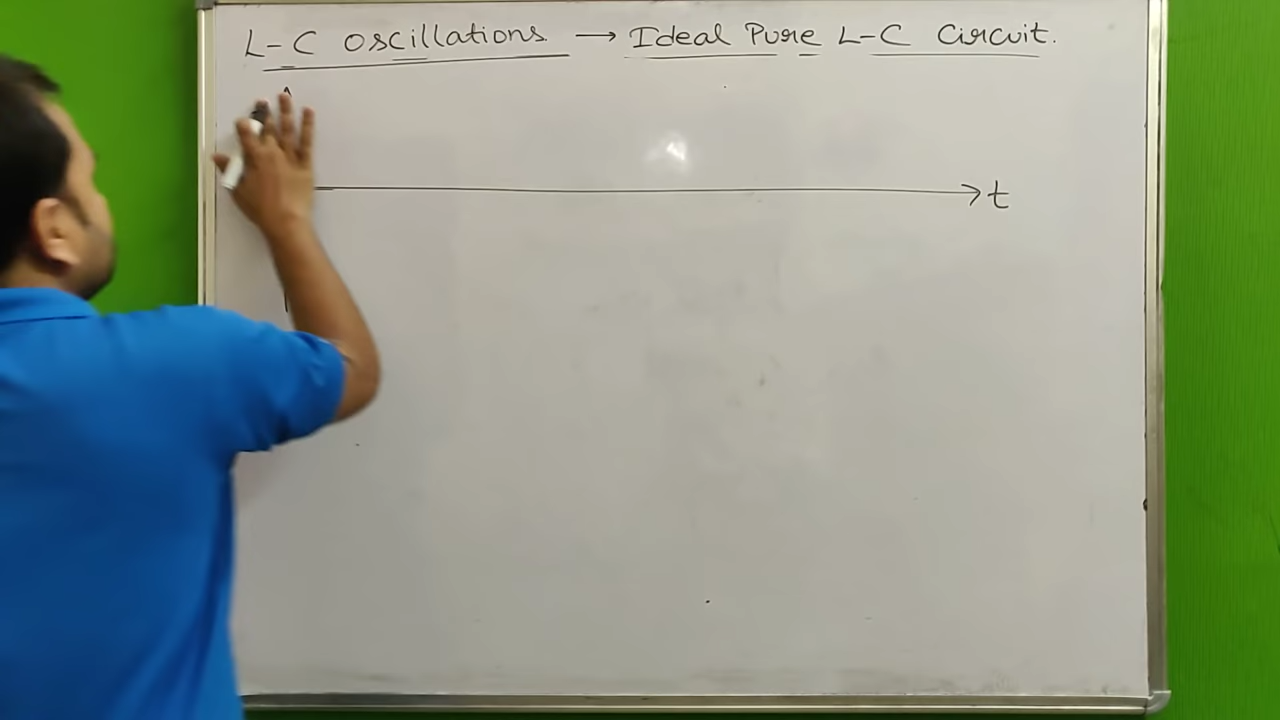 L-C Oscillations → Ideal Pure L-C Circuit.
t